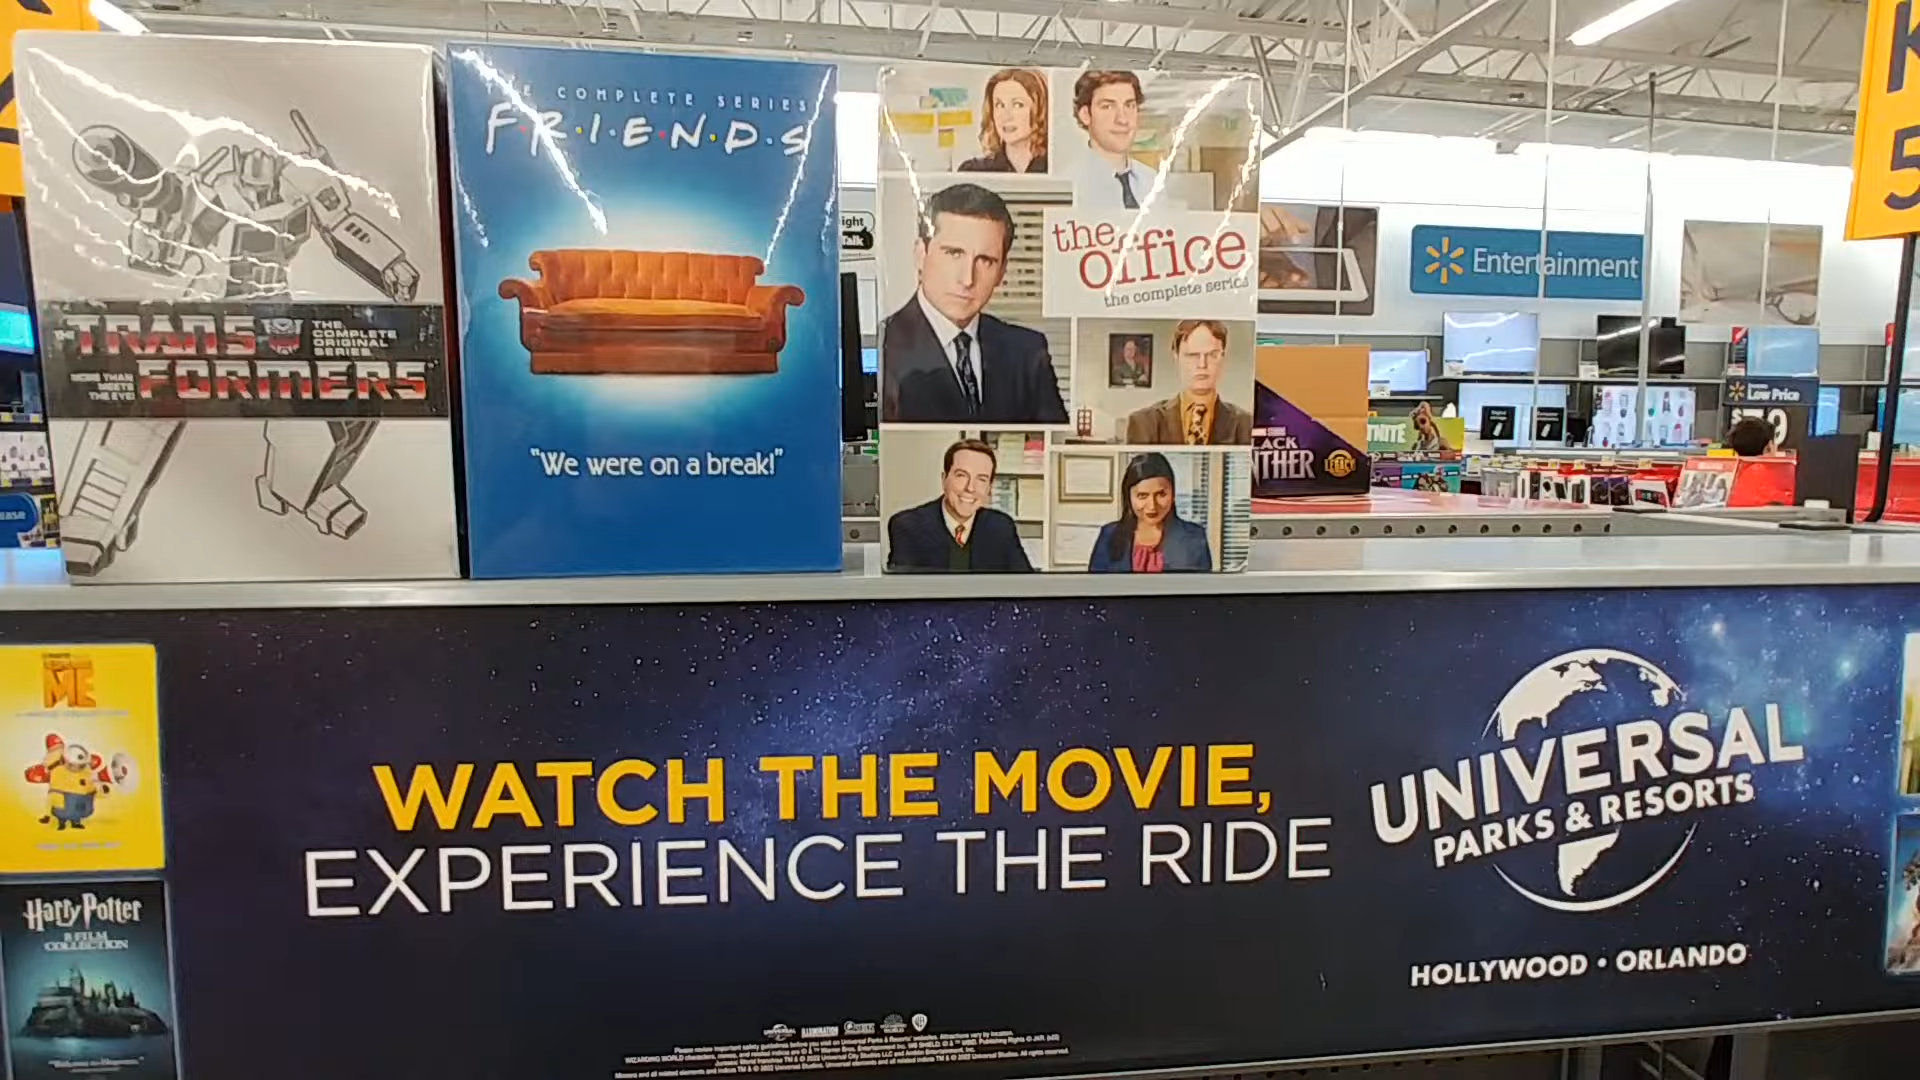 THE
TRANS
FORMERS
MORE THAN
MEETS
THE EYE!
THE
COMPLETE
ORIGINAL
SERIES
THE COMPLETE SERIES
F·R·I·E·N·D·S
"We were on a break!"
the office
the complete series
Entertainment
Low Price
LEGACY
WATCH THE MOVIE,
EXPERIENCE THE RIDE
UNIVERSAL
PARKS & RESORTS
HOLLYWOOD • ORLANDO
ME
Harry Potter
8 FILM
COLLECTION